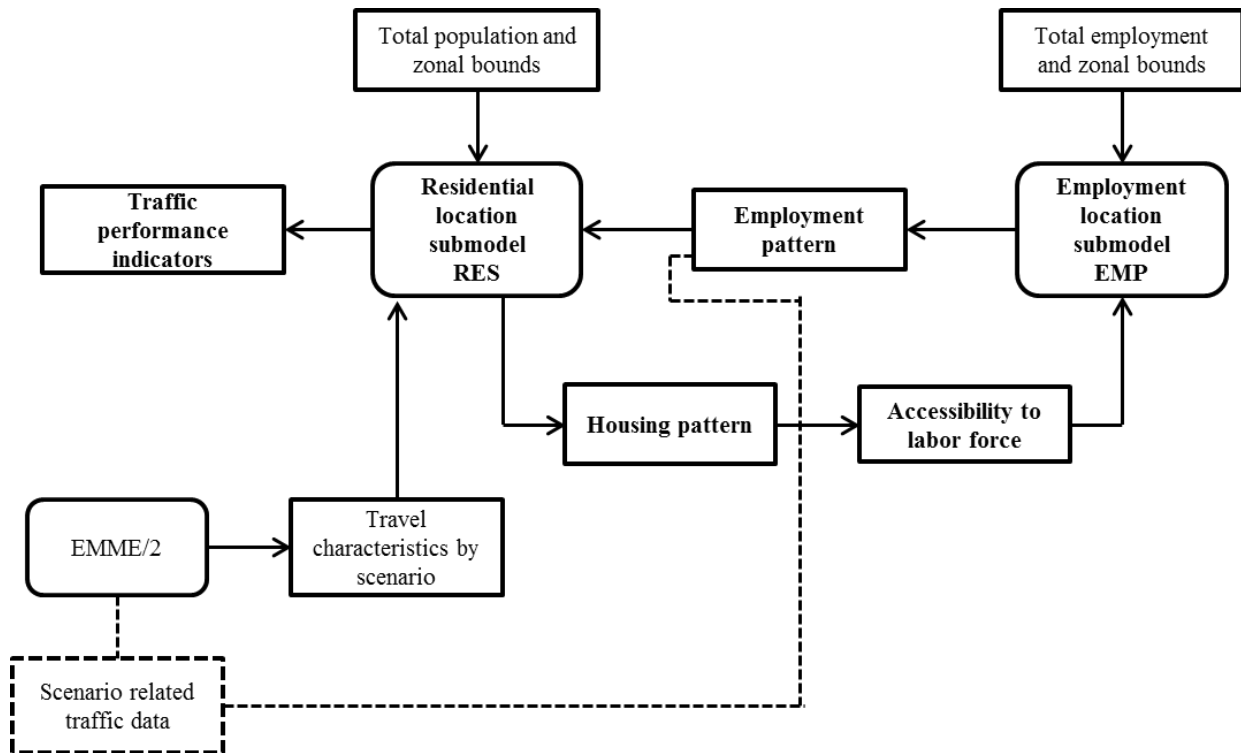 Total population and
zonal bounds
Total employment
and zonal bounds
Traffic
performance
indicators
Residential
location
submodel
RES
Employment
pattern
Employment
location
submodel
EMP
Housing pattern
Accessibility to
labor force
EMME/2
Travel
characteristics by
scenario
Scenario related
traffic data